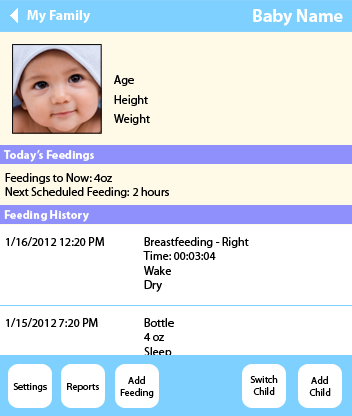 My Family
Baby Name
Age
Height
Weight
Today's Feedings
Feedings to Now: 4oz
Next Scheduled Feeding: 2 hours
Feeding History
1/16/2012 12:20 PM
Breastfeeding - Right
Time: 00:03:04
Wake
Dry
1/15/2012 7:20 PM
Bottle
4 oz
Sleep
Settings
Reports
Add
Feeding
Switch
Child
Add
Child